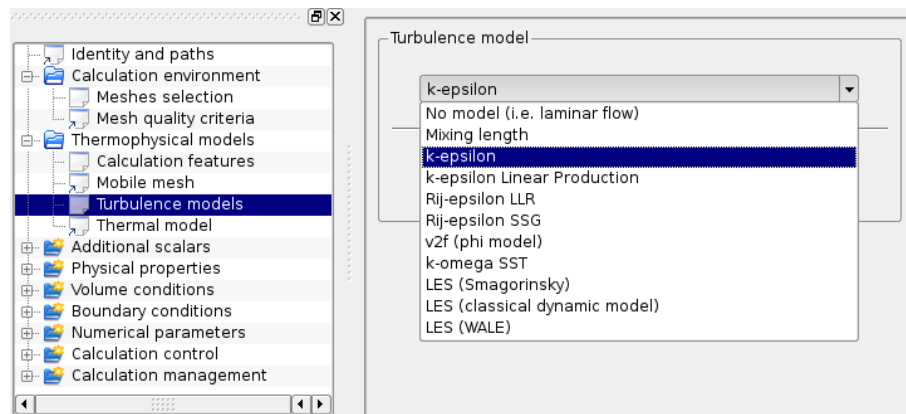 Identity and paths
Calculation environment
Meshes selection
Mesh quality criteria
Thermophysical models
Calculation features
Mobile mesh
Turbulence models
Thermal model
Additional scalars
Physical properties
Volume conditions
Boundary conditions
Numerical parameters
Calculation control
Calculation management
Turbulence model
k-epsilon
No model (i.e. laminar flow)
Mixing length
k-epsilon
k-epsilon Linear Production
Rij-epsilon LLR
Rij-epsilon SSG
v2f (phi model)
k-omega SST
LES (Smagorinsky)
LES (classical dynamic model)
LES (WALE)